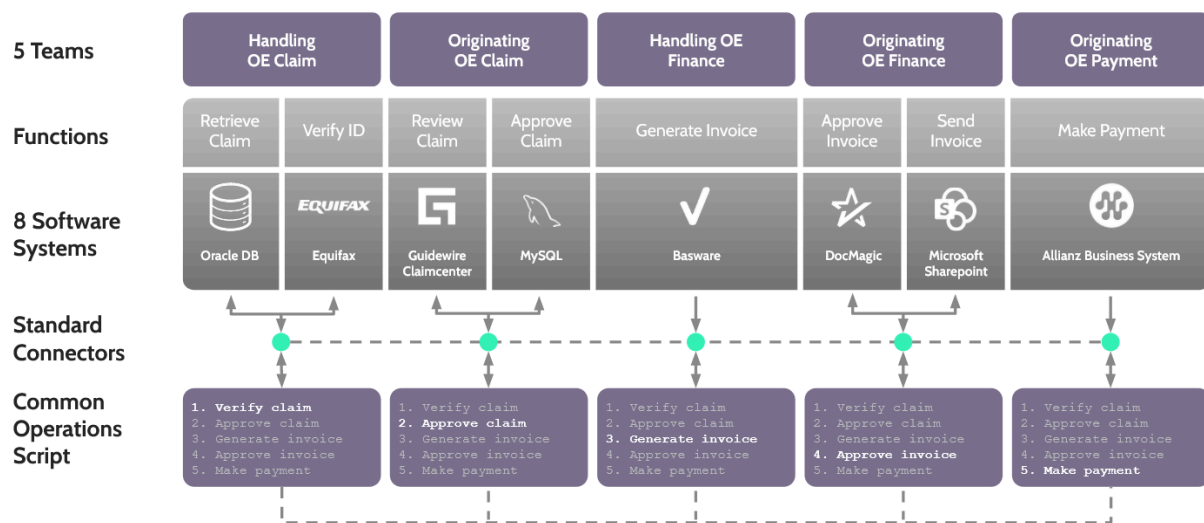 5 Teams
Handling
OE Claim
Originating
OE Claim
Handling OE
Finance
Originating
OE Finance
Originating
OE Payment
Functions
Retrieve
Claim
Verify ID
Review
Claim
Approve
Claim
Generate Invoice
Approve
Invoice
Send
Invoice
Make Payment
8 Software
Systems
Oracle DB
EQUIFAX
Equifax
Guidewire
Claimcenter
MySQL
Basware
DocMagic
S
Microsoft
Sharepoint
Allianz Business System
Standard
Connectors
Common
Operations
Script
1. Verify claim
2. Approve claim
3. Generate invoice
4. Approve invoice
5. Make payment
1. Verify claim
2. Approve claim
3. Generate invoice
4. Approve invoice
5. Make payment
1. Verify claim
2. Approve claim
3. Generate invoice
4. Approve invoice
5. Make payment
1. Verify claim
2. Approve claim
3. Generate invoice
4. Approve invoice
5. Make payment
1. Verify claim
2. Approve claim
3. Generate invoice
4. Approve invoice
5. Make payment